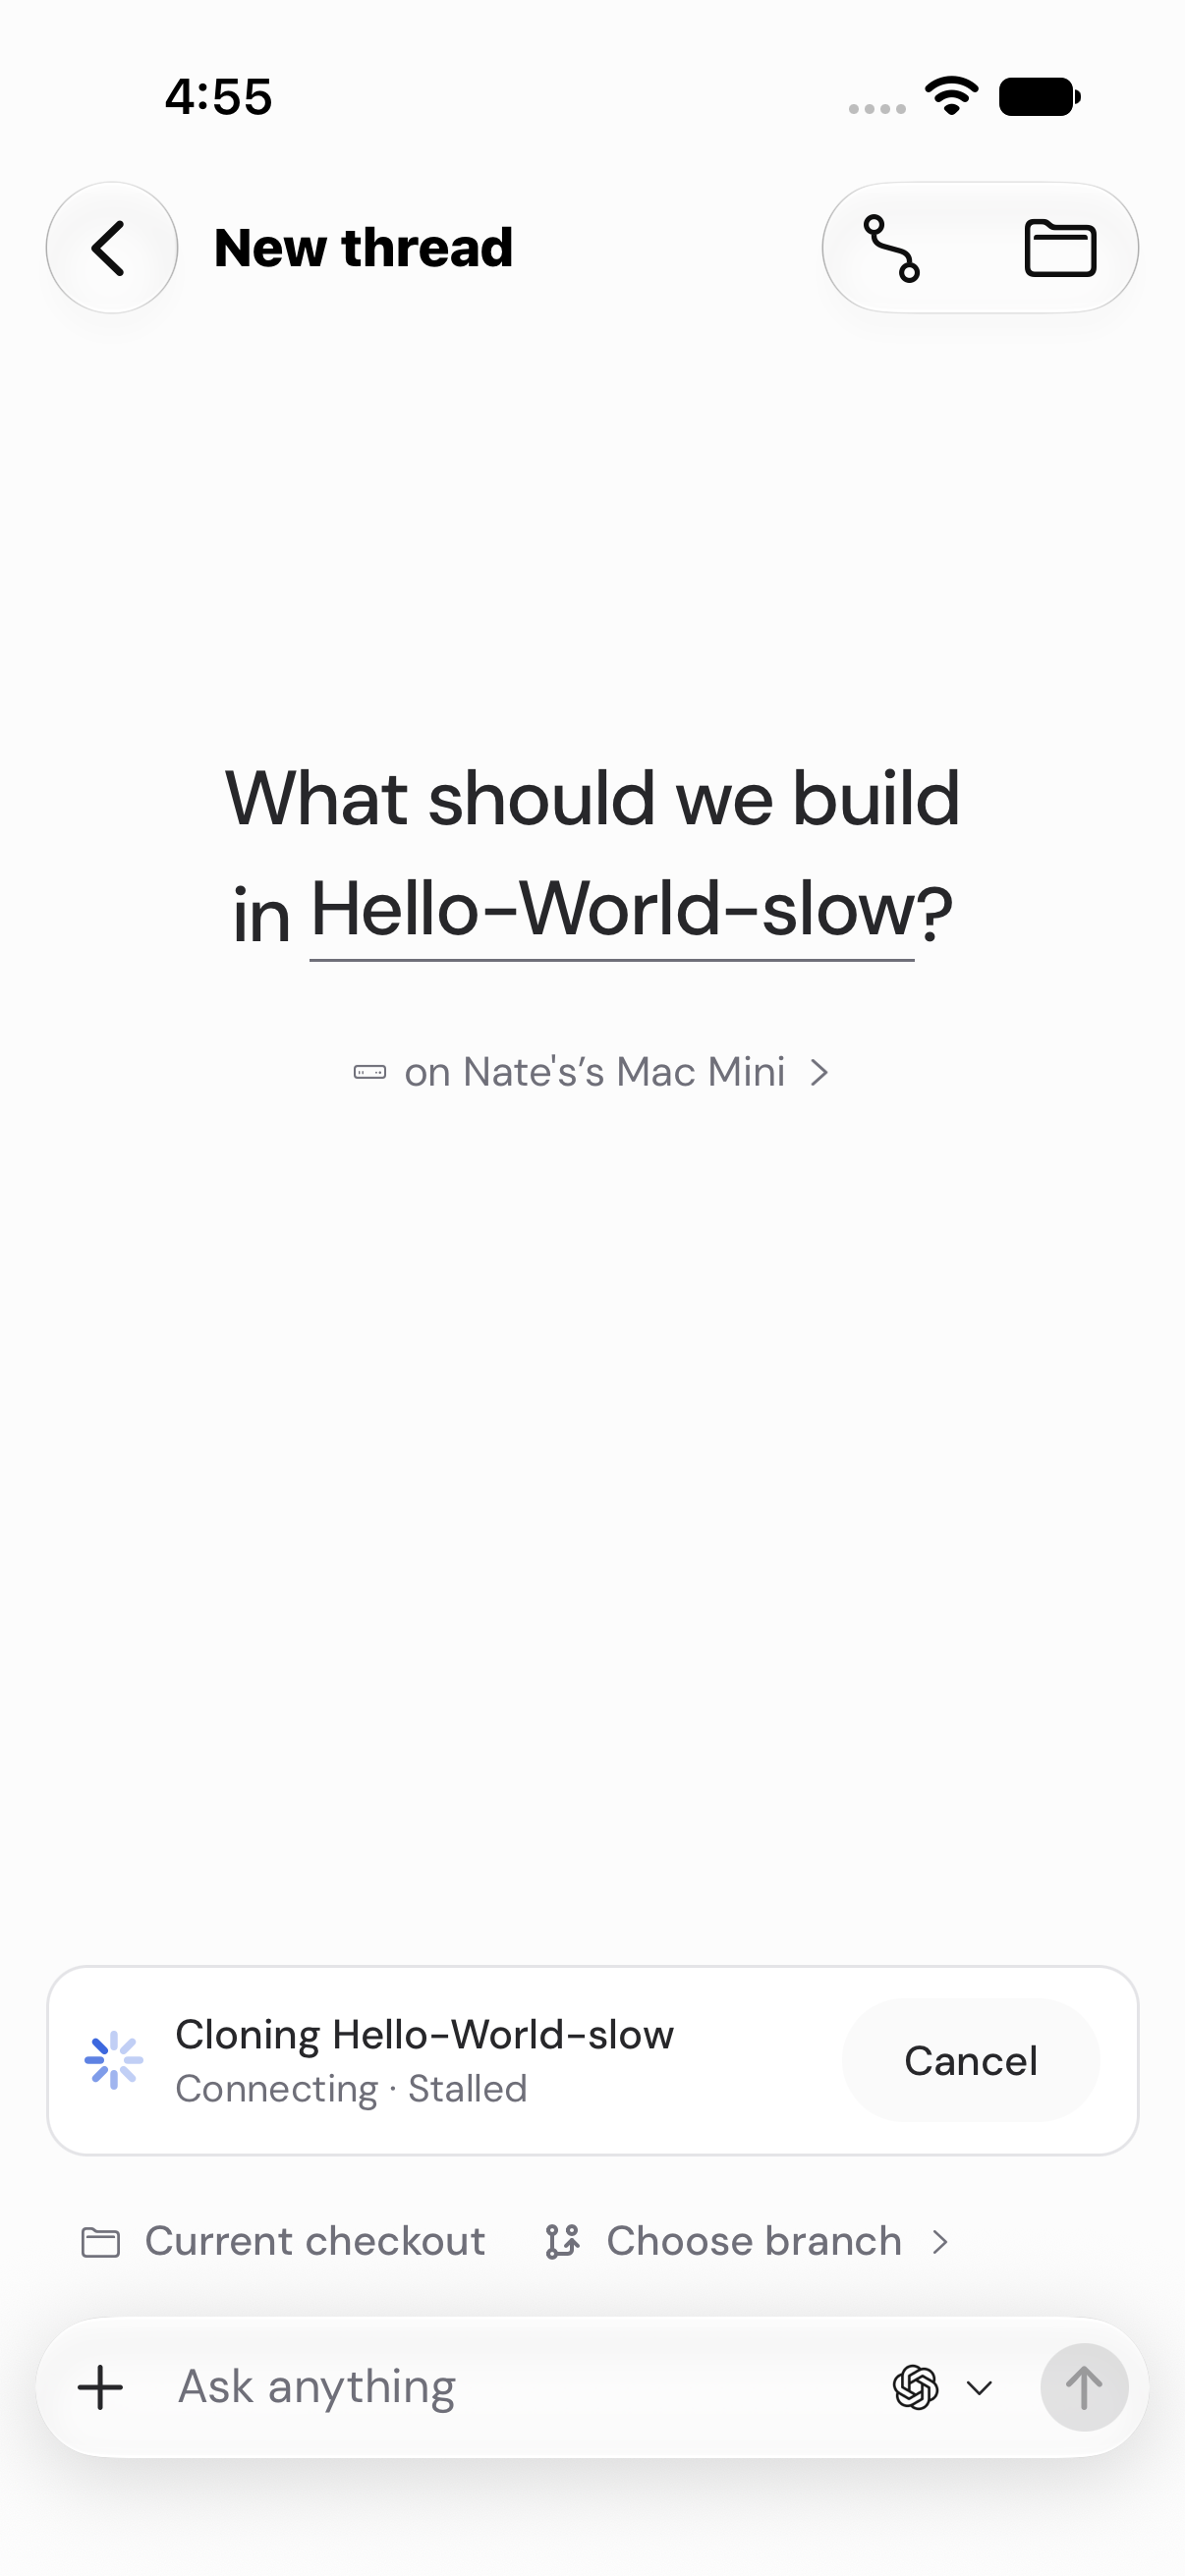 4:55
New thread
What should we build
in Hello-World-slow?
on Nate's’s Mac Mini
Cloning Hello-World-slow
Connecting · Stalled
Cancel
Current checkout
Choose branch
Ask anything